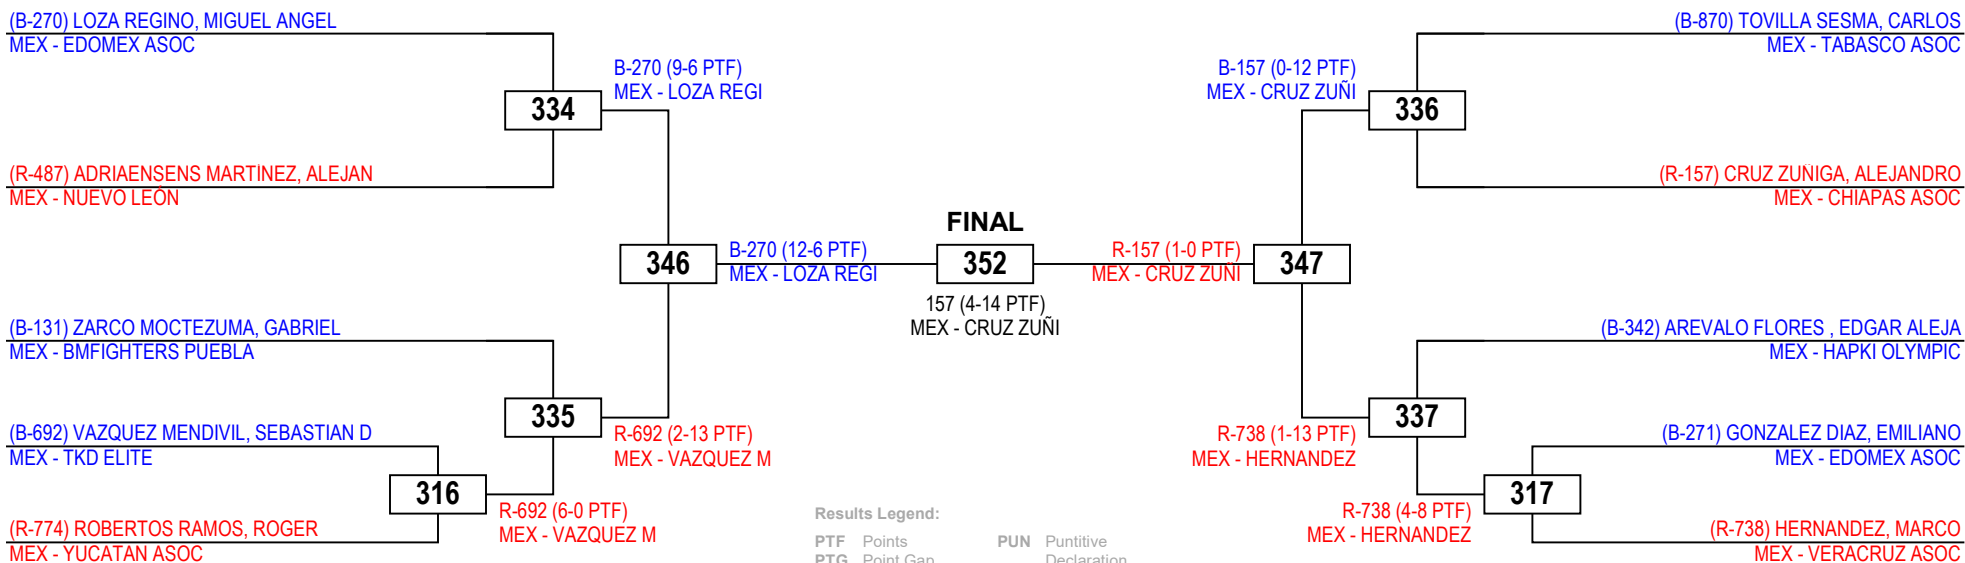 (B-270) LOZA REGINO, MIGUEL ANGEL
MEX - EDOMEX ASOC
B-270 (9-6 PTF)
MEX - LOZA REGI
334
(R-487) ADRIAENSENS MARTÍNEZ, ALEJAN
MEX - NUEVO LEÓN
346
B-270 (12-6 PTF)
MEX - LOZA REGI
(B-131) ZARCO MOCTEZUMA, GABRIEL
MEX - BMFIGHTERS PUEBLA
335
R-692 (2-13 PTF)
MEX - VAZQUEZ M
(B-692) VAZQUEZ MENDIVIL, SEBASTIAN D
MEX - TKD ELITE
316
R-692 (6-0 PTF)
MEX - VAZQUEZ M
(R-774) ROBERTOS RAMOS, ROGER
MEX - YUCATAN ASOC
FINAL
352
157 (4-14 PTF)
MEX - CRUZ ZUÑI
(B-870) TOVILLA SESMA, CARLOS
MEX - TABASCO ASOC
B-157 (0-12 PTF)
MEX - CRUZ ZUÑI
336
(R-157) CRUZ ZUÑIGA, ALEJANDRO
MEX - CHIAPAS ASOC
R-157 (1-0 PTF)
MEX - CRUZ ZUÑI
347
(B-342) AREVALO FLORES , EDGAR ALEJA
MEX - HAPKI OLYMPIC
337
R-738 (1-13 PTF)
MEX - HERNANDEZ
(B-271) GONZALEZ DIAZ, EMILIANO
MEX - EDOMEX ASOC
317
R-738 (4-8 PTF)
MEX - HERNANDEZ
(R-738) HERNANDEZ, MARCO
MEX - VERACRUZ ASOC
Results Legend:
PTF Points PUN Puntitive
PTG Point Gap Declaration